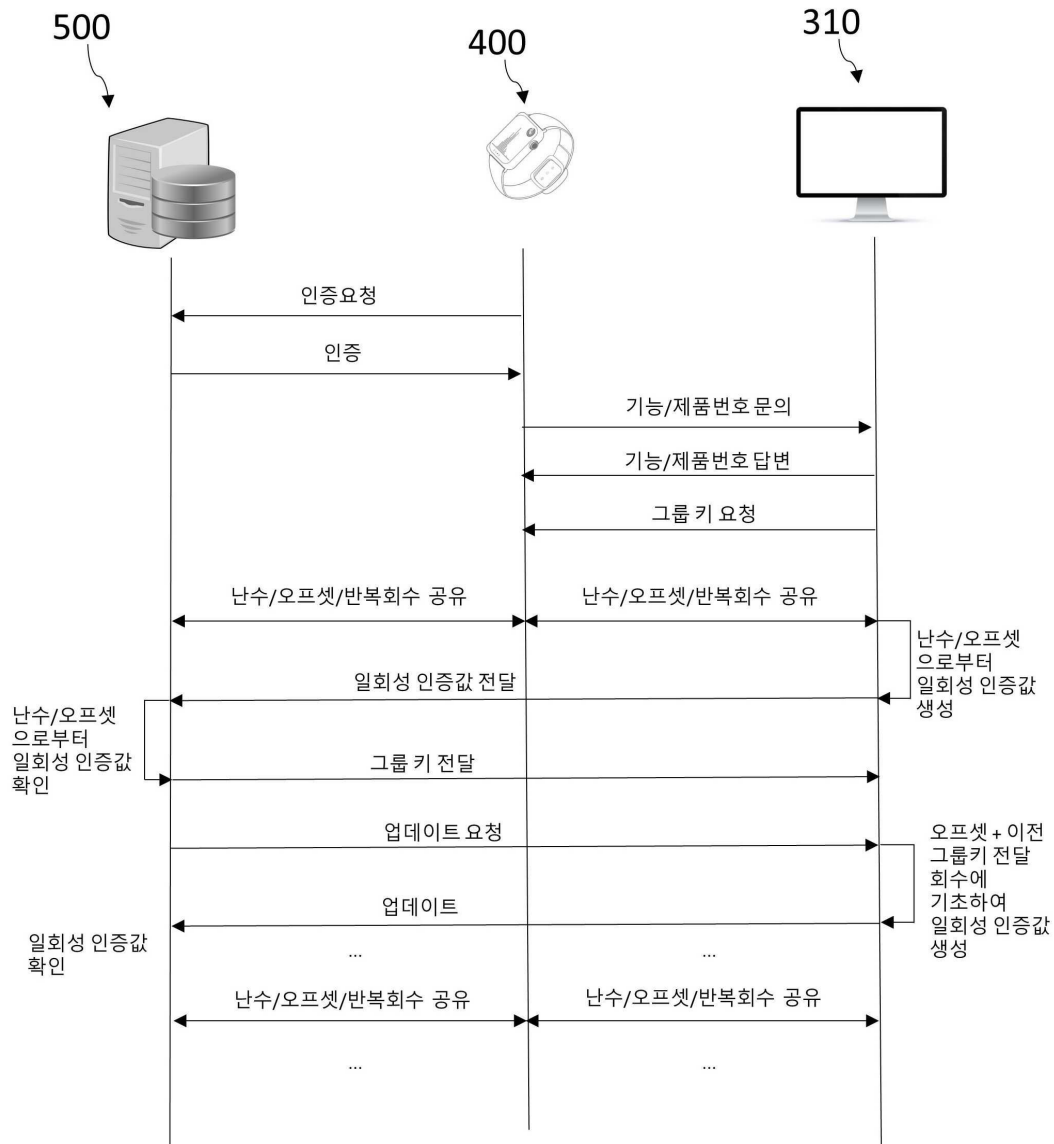 500
400
310
인증요청
인증
기능/제품번호 문의
기능/제품번호 답변
그룹 키 요청
난수/오프셋/반복회수 공유
난수/오프셋/반복회수 공유
난수/오프셋
으로부터
일회성 인증값
생성
일회성 인증값 전달
난수/오프셋
으로부터
일회성 인증값
확인
그룹 키 전달
업데이트 요청
오프셋 + 이전
그룹키 전달
회수에
기초하여
일회성 인증값
생성
업데이트
일회성 인증값
확인
...
...
난수/오프셋/반복회수 공유
난수/오프셋/반복회수 공유
...
...